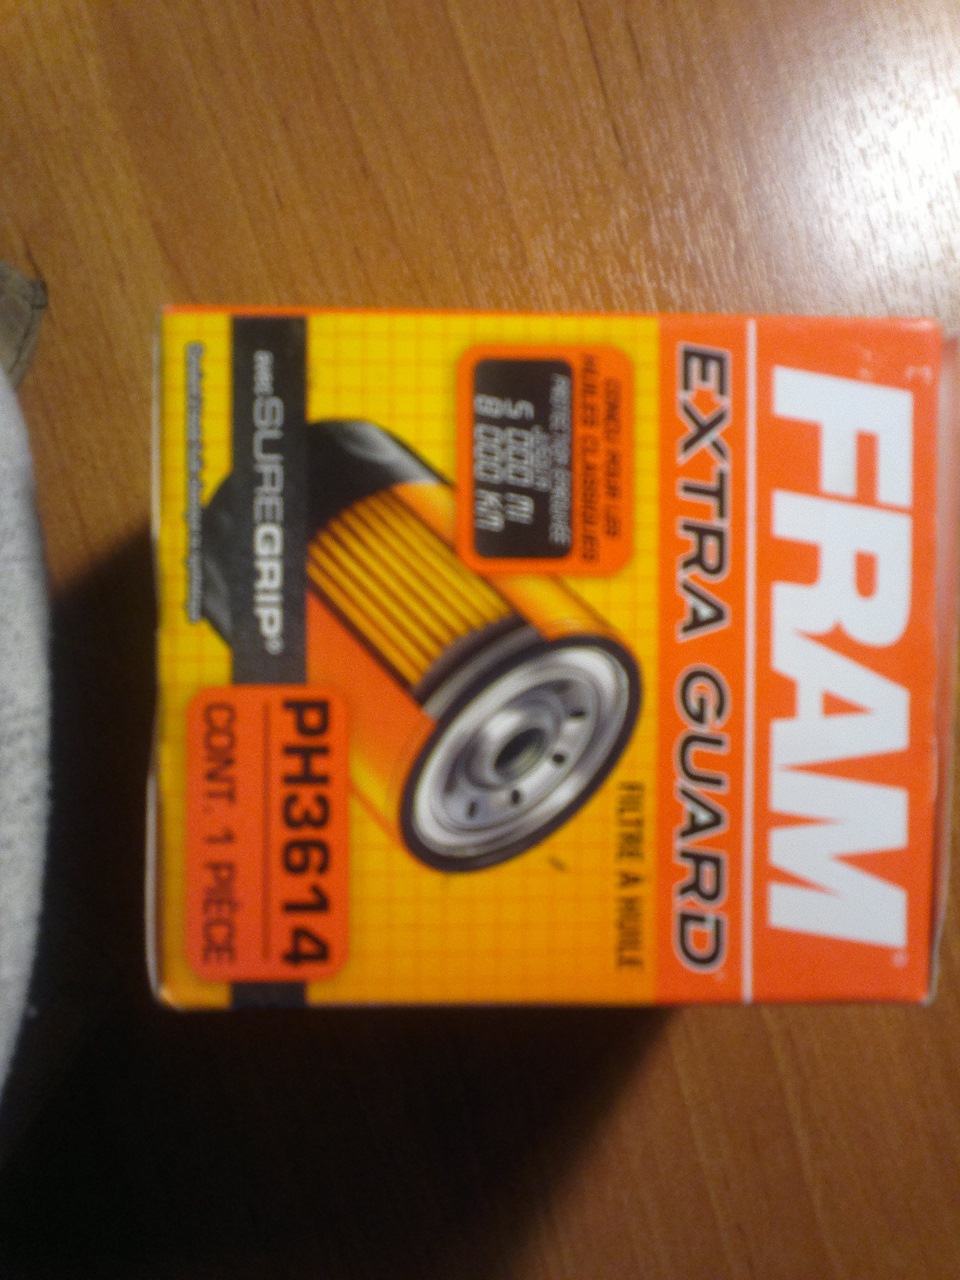 FRAM®
EXTRA GUARD
FILTRE À HUILE
CONÇU POUR LES
HUILES CLASSIQUES
5 000 mi
8 000 km
avec SUREGRIP®
PH3614
CONT. 1 PIÈCE